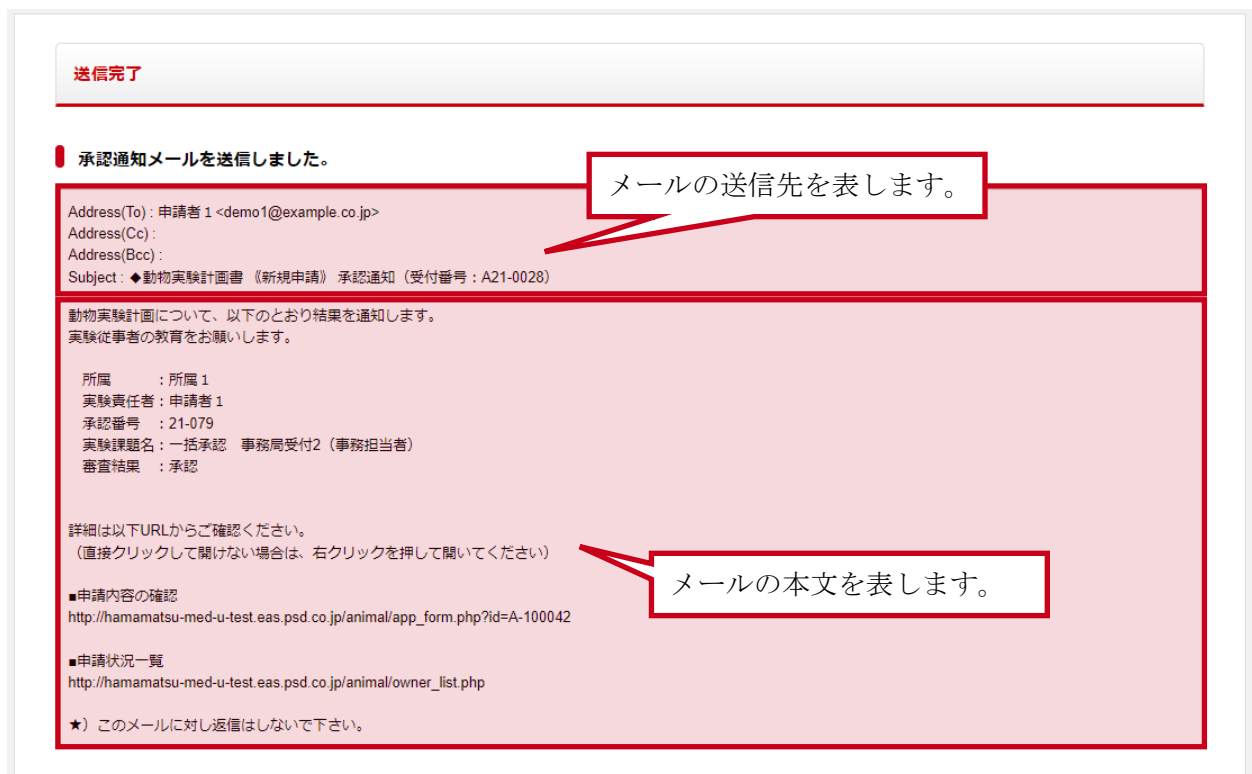 送信完了
承認通知メールを送信しました。
メールの送信先を表します。
Address(To) : 申請者１<demo1@example.co.jp>
Address(Cc) :
Address(Bcc) :
Subject : ◆動物実験計画書 《新規申請》 承認通知（受付番号：A21-0028）
動物実験計画について、以下のとおり結果を通知します。
実験従事者の教育をお願いします。
所属　　　：所属１
実験責任者：申請者１
承認番号　：21-079
実験課題名：一括承認　事務局受付2（事務担当者）
審査結果　：承認
詳細は以下URLからご確認ください。
（直接クリックして開けない場合は、右クリックを押して開いてください）
メールの本文を表します。
■申請内容の確認
http://hamamatsu-med-u-test.eas.psd.co.jp/animal/app_form.php?id=A-100042
■申請状況一覧
http://hamamatsu-med-u-test.eas.psd.co.jp/animal/owner_list.php
★）このメールに対し返信はしないで下さい。